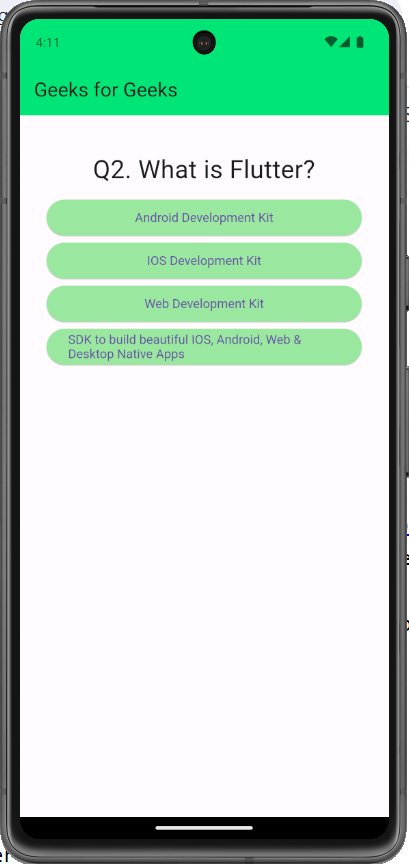 4:11
Geeks for Geeks
Q2. What is Flutter?
Android Development Kit
IOS Development Kit
Web Development Kit
SDK to build beautiful IOS, Android, Web &
Desktop Native Apps